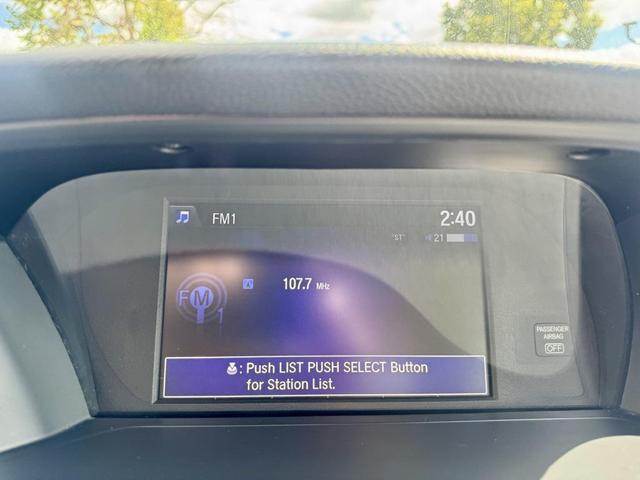 FM1
2:40
"ST"
21
A
107.7 MHz
FM
1
PASSENGER
AIRBAG
OFF
: Push LIST PUSH SELECT Button
for Station List.